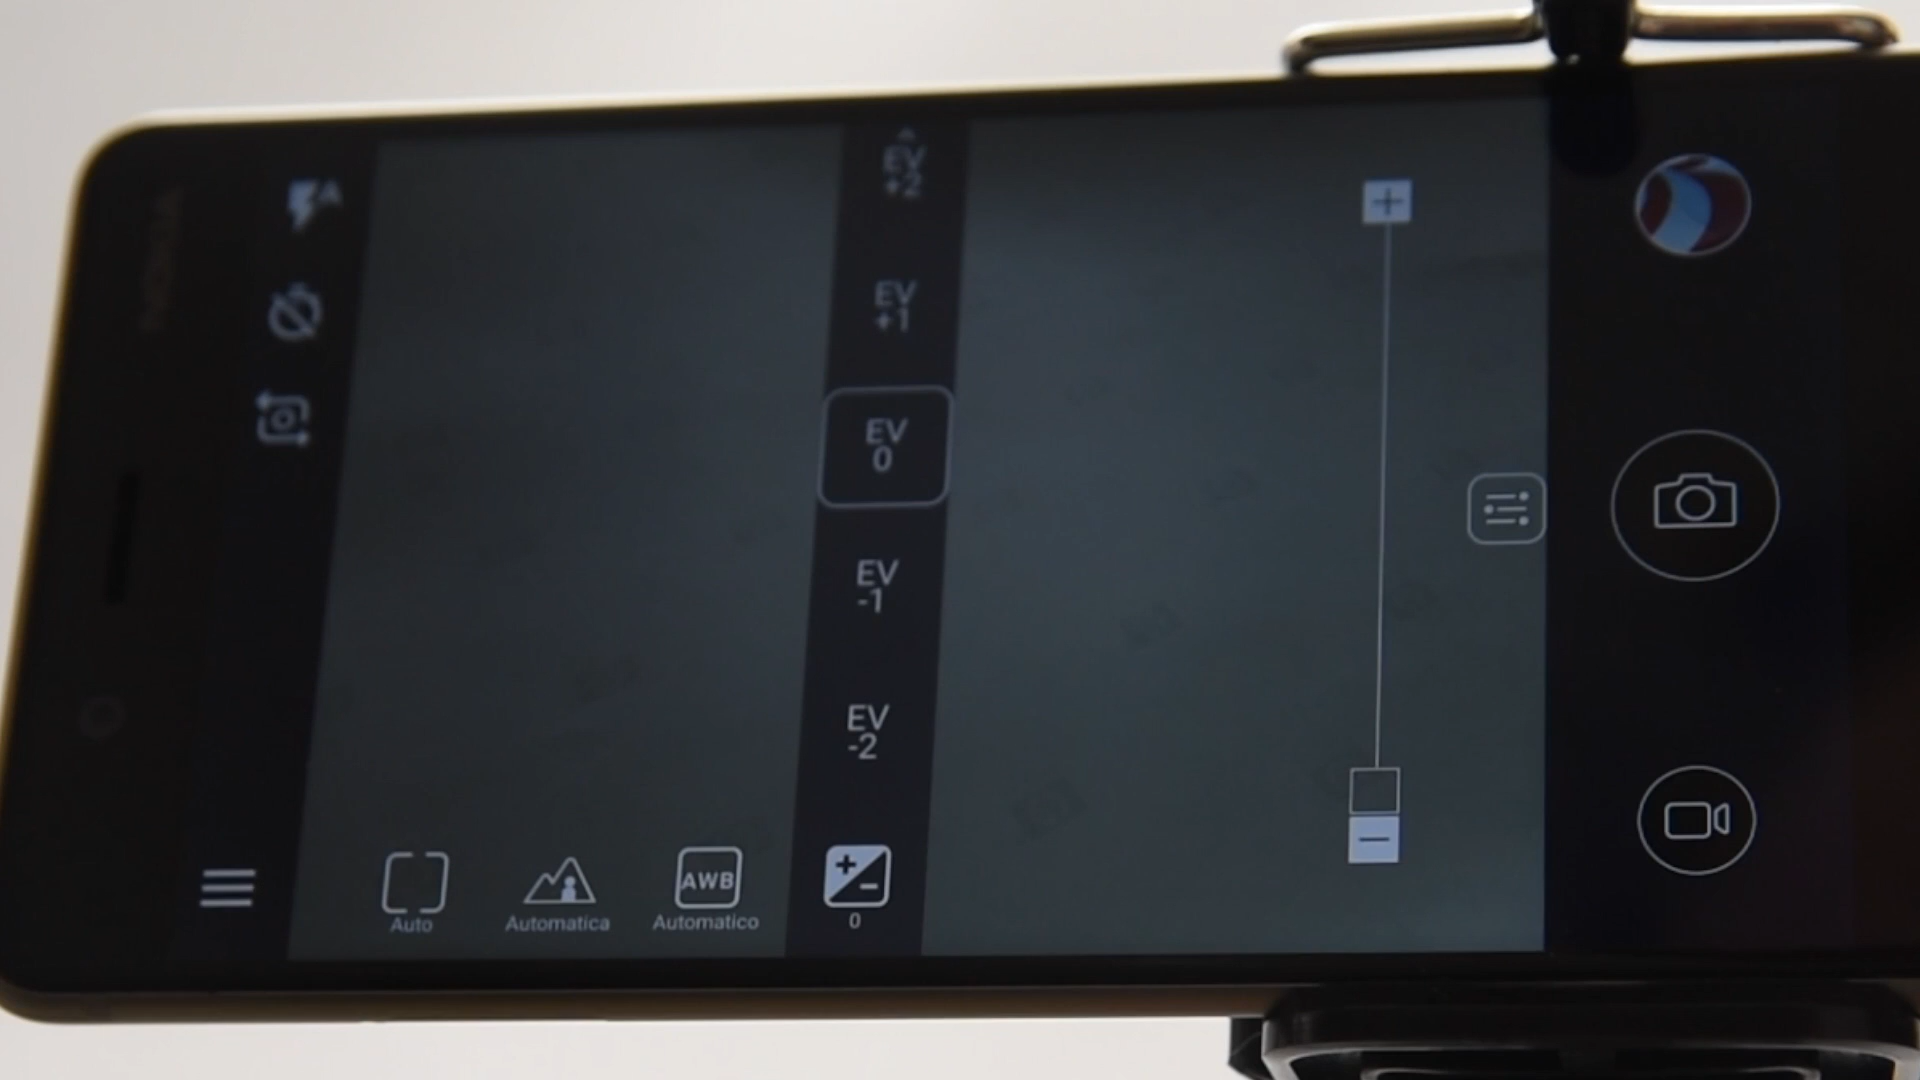 A
EV
+2
EV
+1
EV
0
EV
-1
EV
-2
Auto
Automatica
AWB
Automatico
0